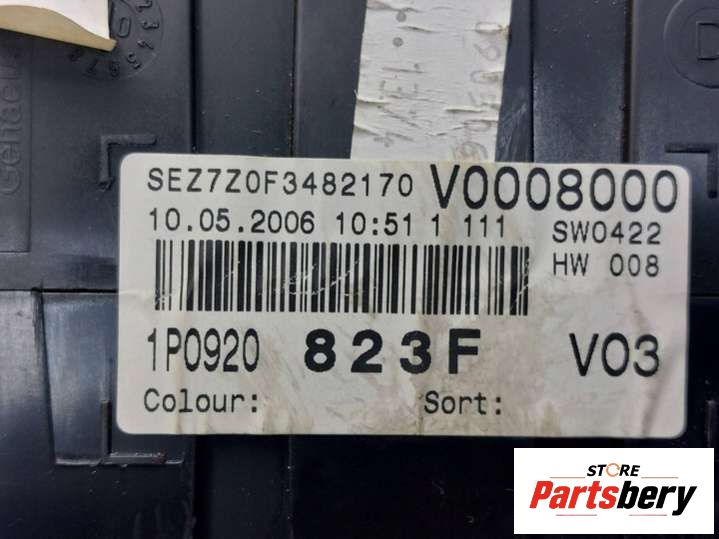 SEZ7Z0F3482170 V0008000
10.05.2006 10:51 1 111 SW0422
HW 008
1P0920 823F V03
Colour: Sort:
STORE
Partsbery